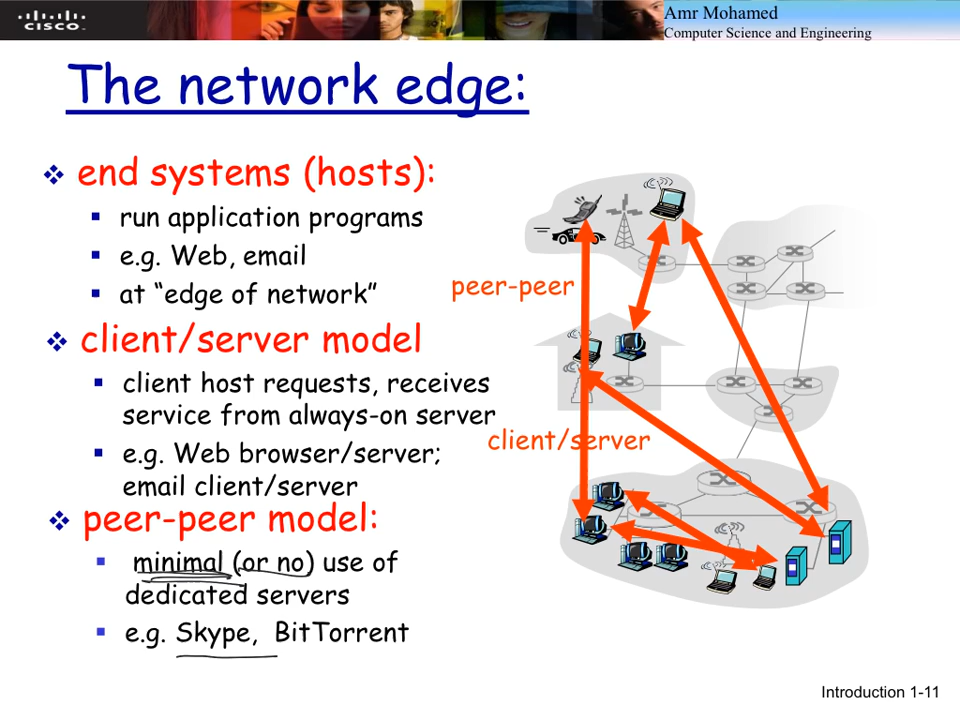 CISCO
Amr Mohamed
Computer Science and Engineering
The network edge:
end systems (hosts):
run application programs
e.g. Web, email
at “edge of network”
client/server model
client host requests, receives
service from always-on server
e.g. Web browser/server;
email client/server
peer-peer model:
minimal (or no) use of
dedicated servers
e.g. Skype, BitTorrent
peer-peer
client/server
Introduction 1-11